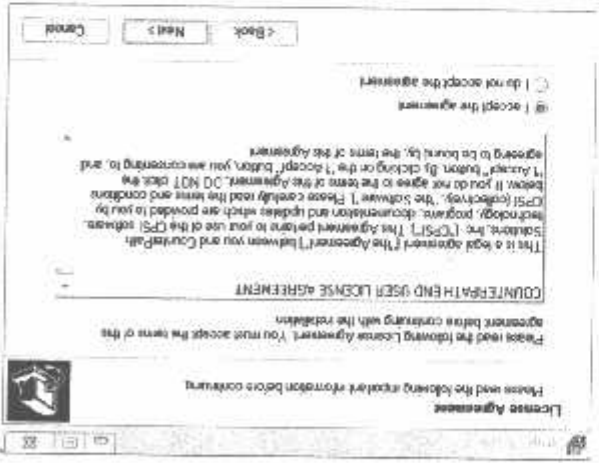 License Agreement
Please read the following important information before continuing
Please read the following License Agreement. You must accept the terms of this
agreement before continuing with the installation
COUNTERPATH END USER LICENSE AGREEMENT
This is a legal agreement ("the Agreement") between you and CounterPath
Solutions, Inc. ("CPSI"). This Agreement pertains to your use of the CPSI software,
technology, programs, documentation and updates which are provided to you by
CPSI (collectively, "the Software"). Please carefully read the terms and conditions
below. If you do not agree to the terms of this Agreement, DO NOT click the
"I Accept" button. By clicking on the "I Accept" button, you are consenting to, and
agreeing to be bound by, the terms of this Agreement
I accept the agreement
I do not accept the agreement
< Back
Next >
Cancel